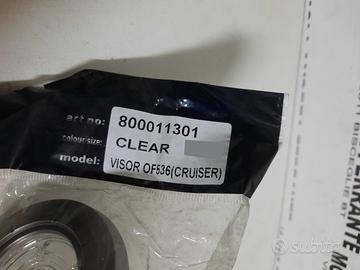 art no: 800011301
colour/size: CLEAR
model: VISOR OF536(CRUISER)
subito